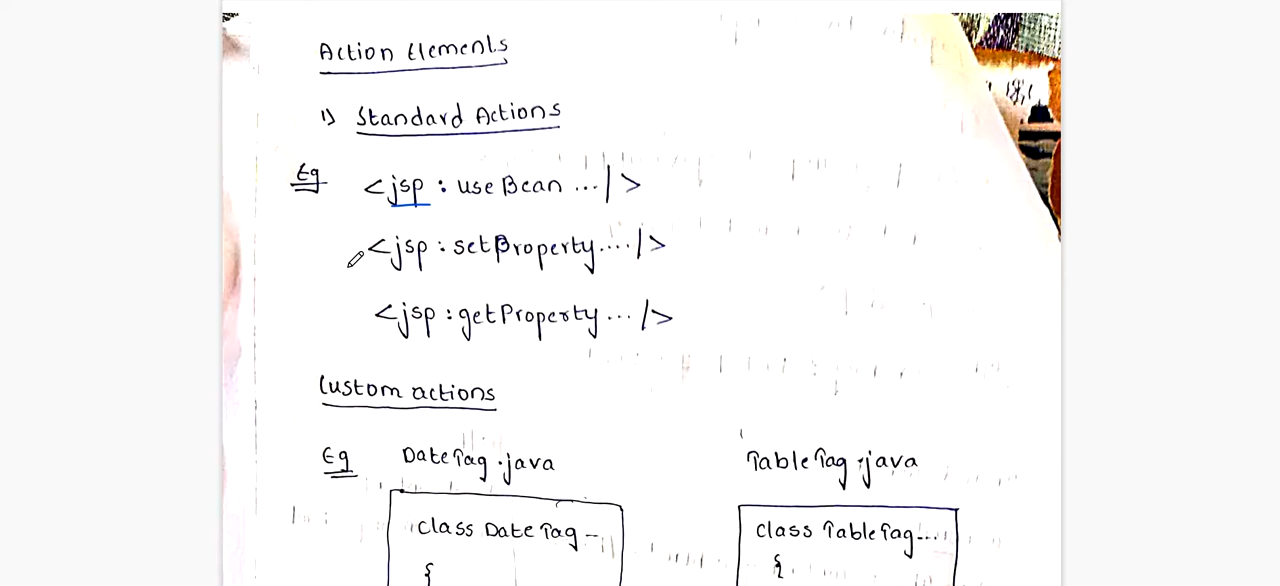 Action Elements
1) Standard Actions
Eg <jsp : useBean .../>
<jsp : setProperty..../>
<jsp : getProperty .../>
Custom actions
Eg DateTag.java TableTag.java
class DateTag - class TableTag...
{ {